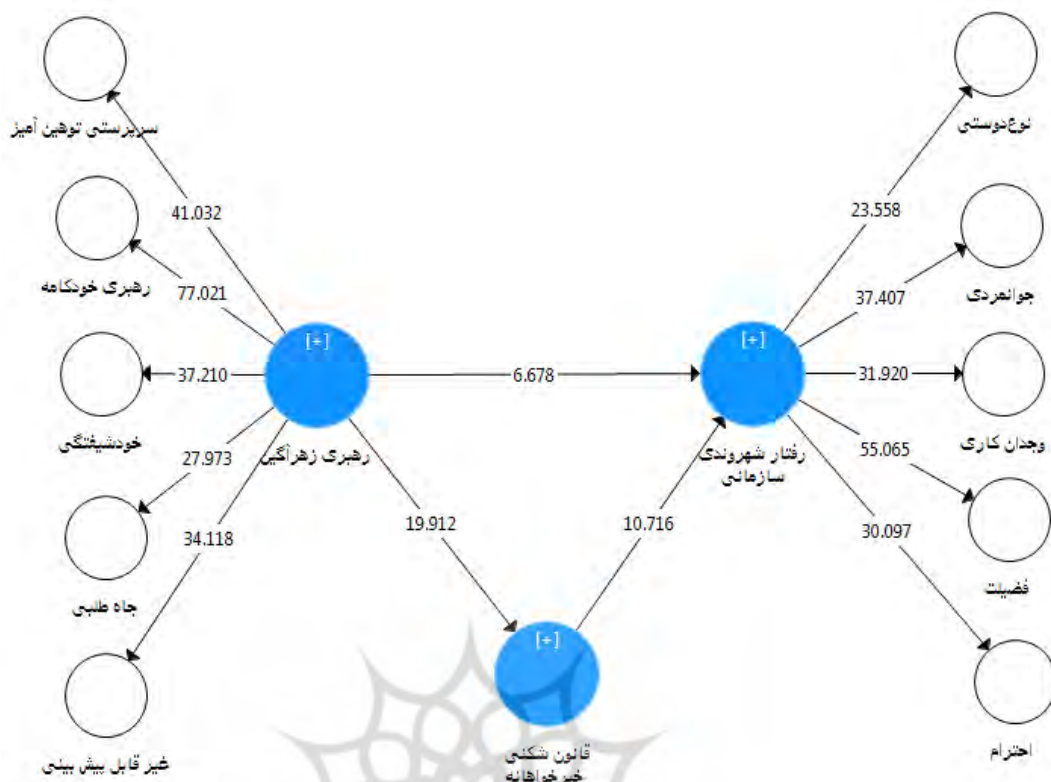 سرپرستی توهین آمیز
رهبری خودکامه
خودشیفتگی
جاه طلبی
غیر قابل پیش بینی
41.032
77.021
37.210
27.973
34.118
[+]
رهبری زهرآگین
6.678
19.912
10.716
[+]
قانون شکنی
خیرخواهانه
[+]
رفتار شهروندی
سازمانی
23.558
37.407
31.920
55.065
30.097
نوع‌دوستی
جوانمردی
وجدان کاری
فضیلت
احترام